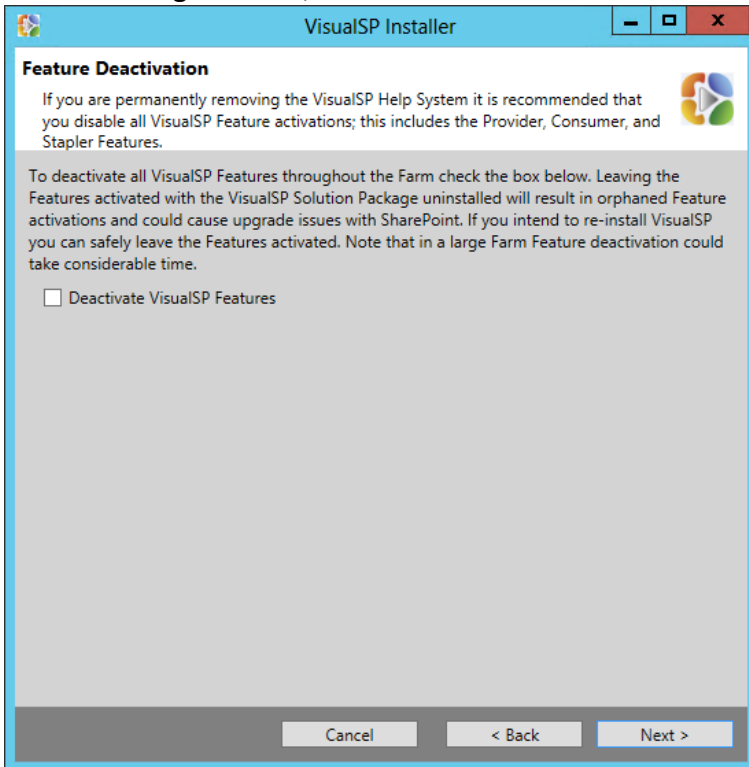 VisualSP Installer
Feature Deactivation
If you are permanently removing the VisualSP Help System it is recommended that
you disable all VisualSP Feature activations; this includes the Provider, Consumer, and
Stapler Features.
To deactivate all VisualSP Features throughout the Farm check the box below. Leaving the
Features activated with the VisualSP Solution Package uninstalled will result in orphaned Feature
activations and could cause upgrade issues with SharePoint. If you intend to re-install VisualSP
you can safely leave the Features activated. Note that in a large Farm Feature deactivation could
take considerable time.
Deactivate VisualSP Features
Cancel
< Back
Next >